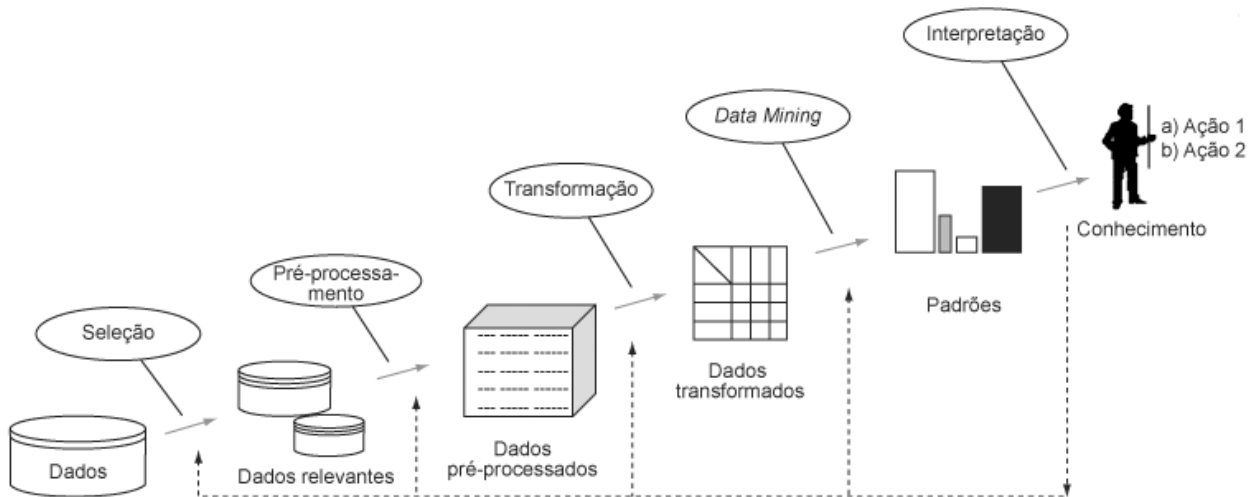 Interpretação
a) Ação 1
b) Ação 2
Conhecimento
Data Mining
Padrões
Transformação
Dados
transformados
Pré-processa-
mento
Dados
pré-processados
Seleção
Dados relevantes
Dados